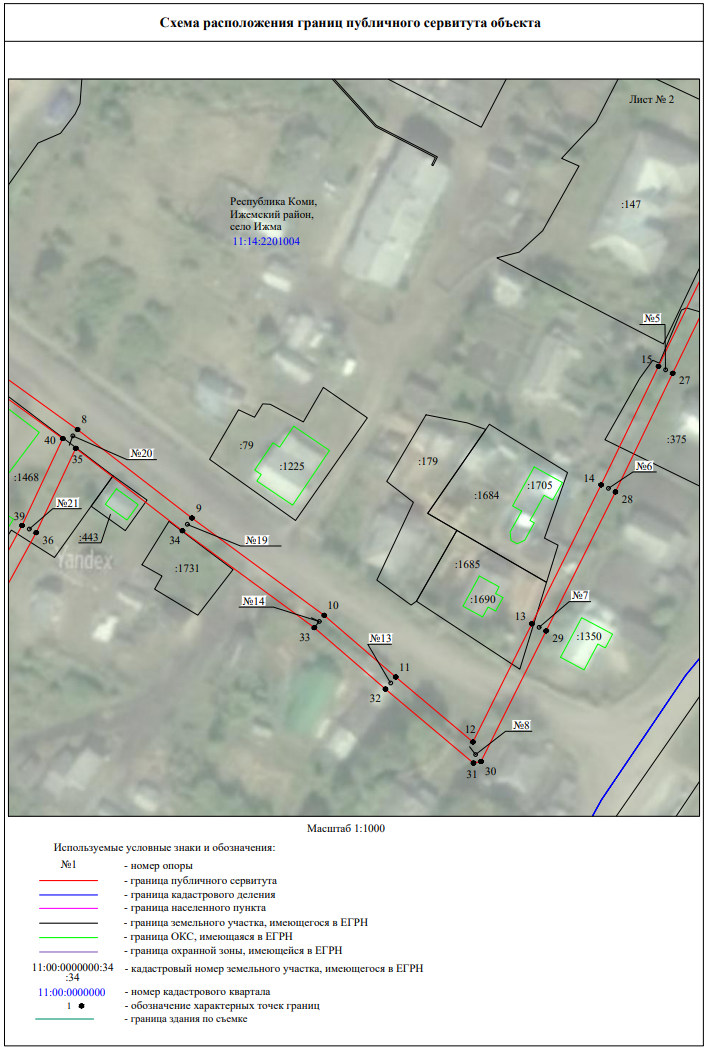 Схема расположения границ публичного сервитута объекта
Лист № 2
Республика Коми,
Ижемский район,
село Ижма
11:14:2201004
:147
№5
15
27
:375
8
40
35
№20
:79
:1225
:179
:1684
:1705
14
№6
28
:1468
№21
39
36
:443
9
34
№19
Yandex
:1731
:1685
:1690
№14
10
33
13
№7
29
:1350
№13
11
32
12
№8
31
30
Масштаб 1:1000
Используемые условные знаки и обозначения:
№1 - номер опоры
- граница публичного сервитута
- граница кадастрового деления
- граница населенного пункта
- граница земельного участка, имеющегося в ЕГРН
- граница ОКС, имеющаяся в ЕГРН
- граница охранной зоны, имеющейся в ЕГРН
11:00:0000000:34 - кадастровый номер земельного участка, имеющегося в ЕГРН
:34
11:00:0000000 - номер кадастрового квартала
1 - обозначение характерных точек границ
- граница здания по съемке